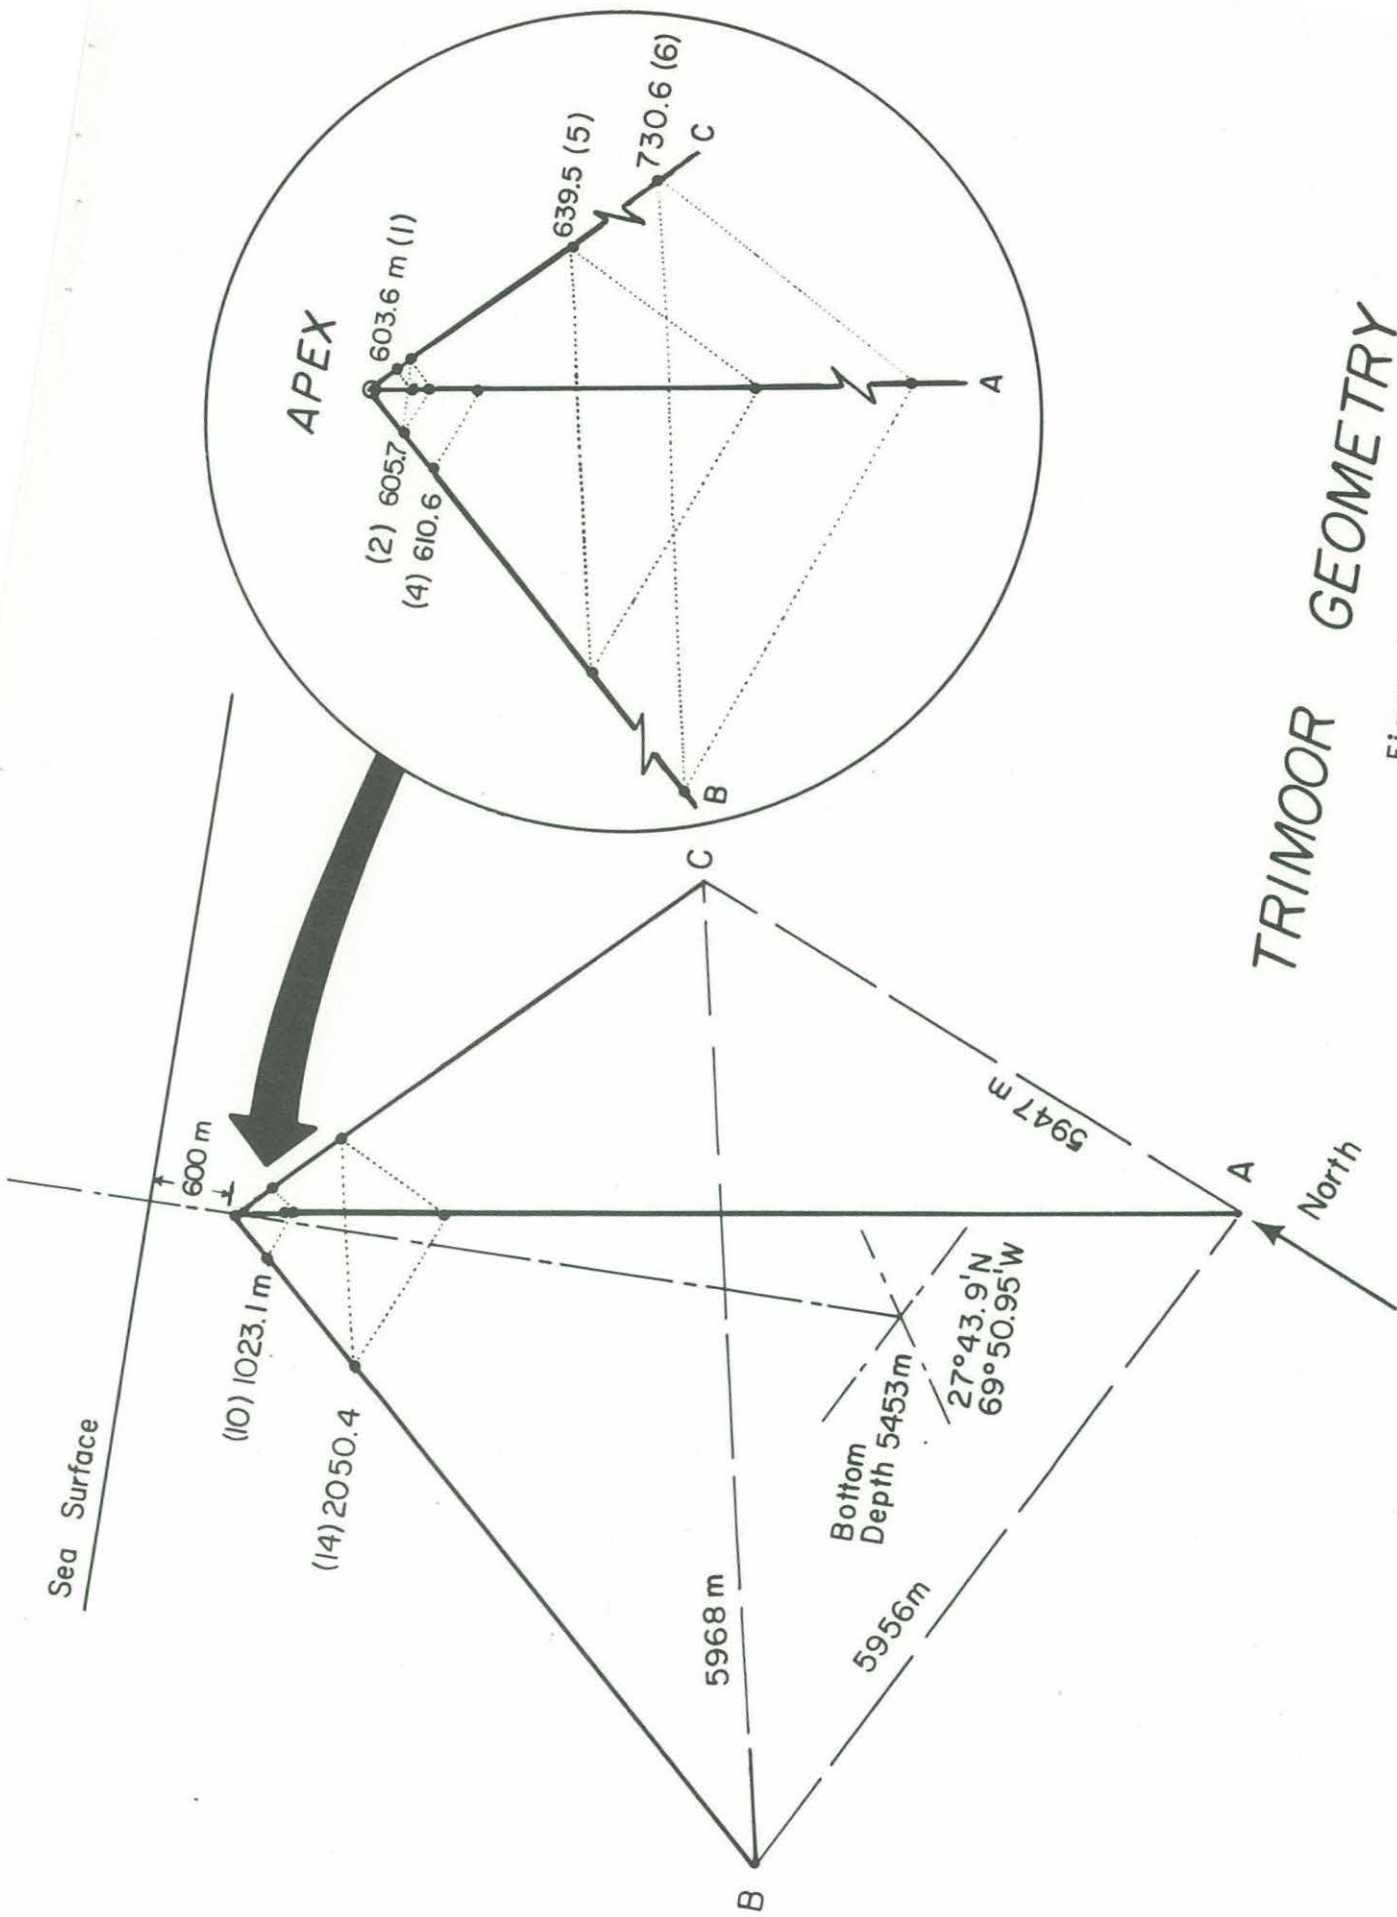 Sea Surface
600 m
(10) 1023.1m
(14) 2050.4
B
C
A
5968 m
5956m
5947 m
Bottom
Depth 5453m
27°43.9'N
69°50.95'W
North
APEX
603.6 m (1)
(2) 605.7
(4) 610.6
639.5 (5)
730.6 (6)
B
C
A
TRIMOOR GEOMETRY